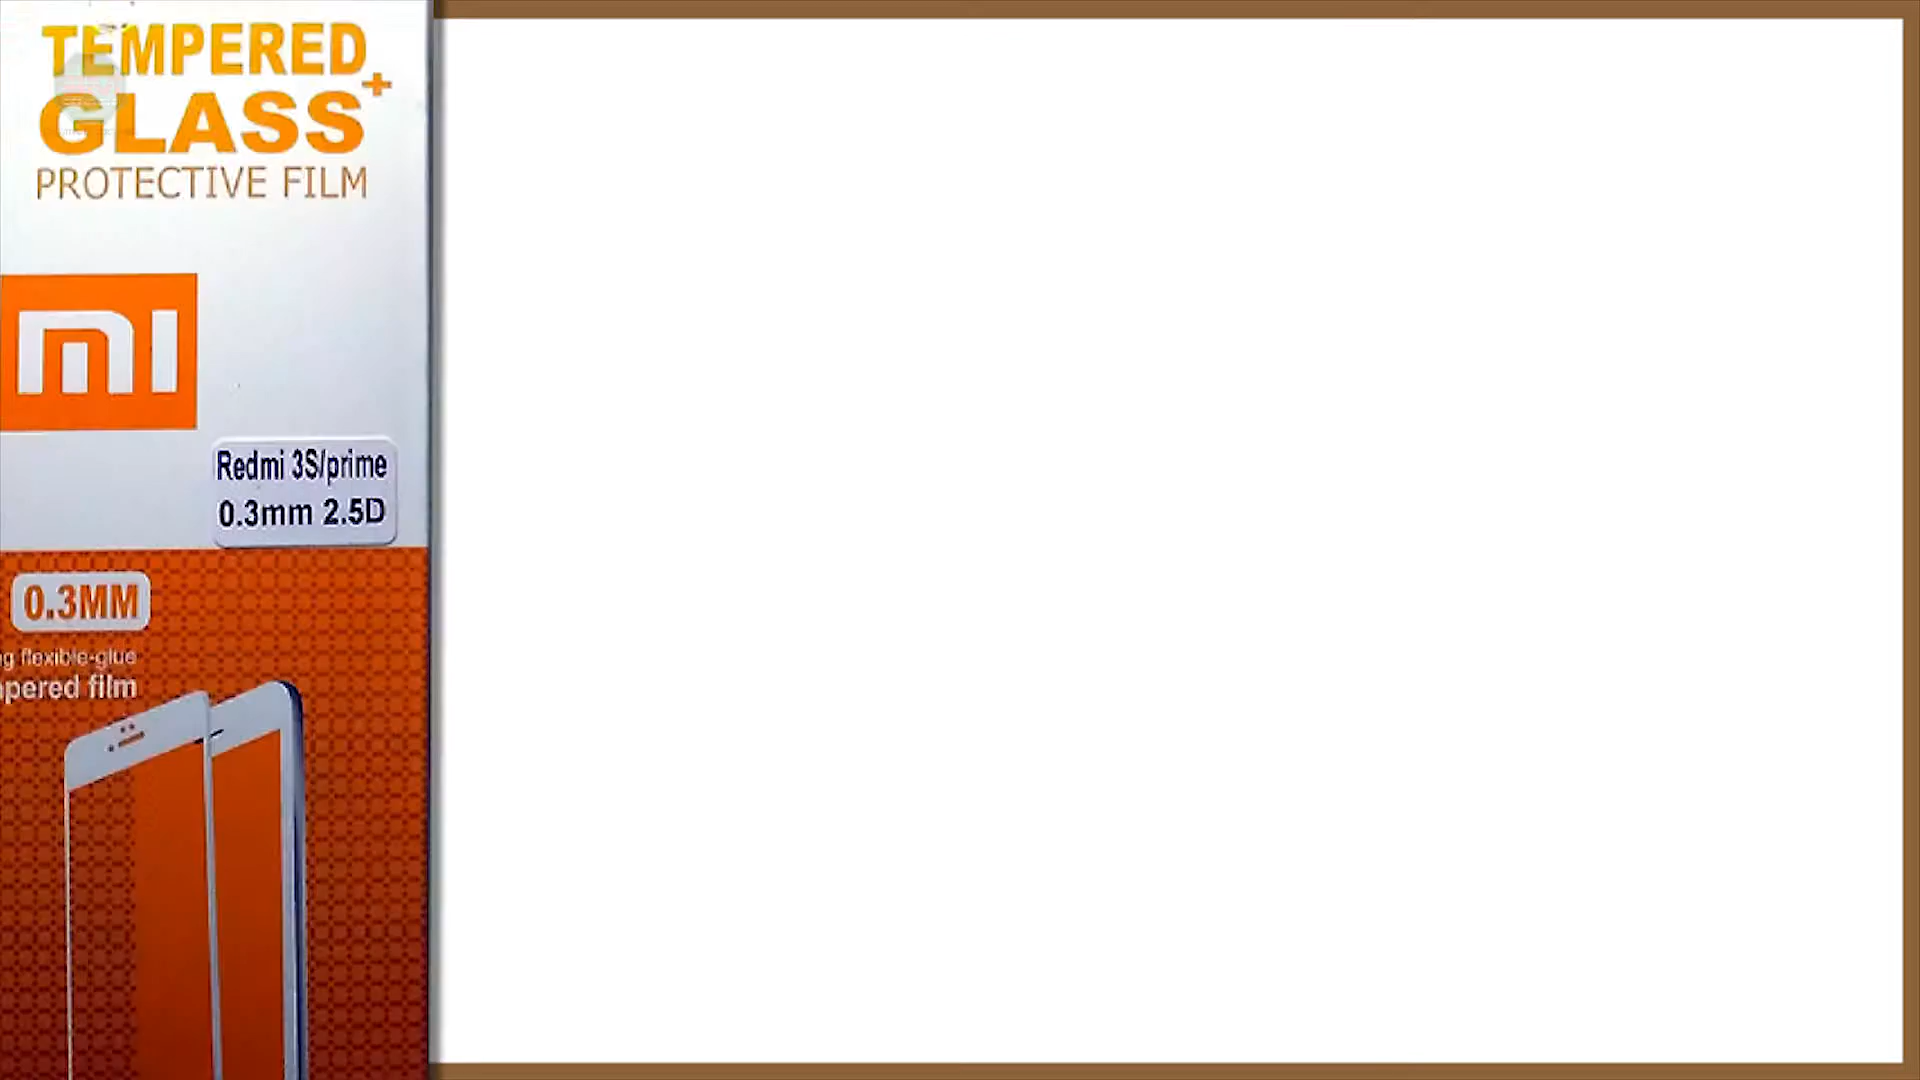 TEMPERED
GLASS+
PROTECTIVE FILM
mi
Redmi 3S/prime
0.3mm 2.5D
0.3MM
g flexible-glue
pered film